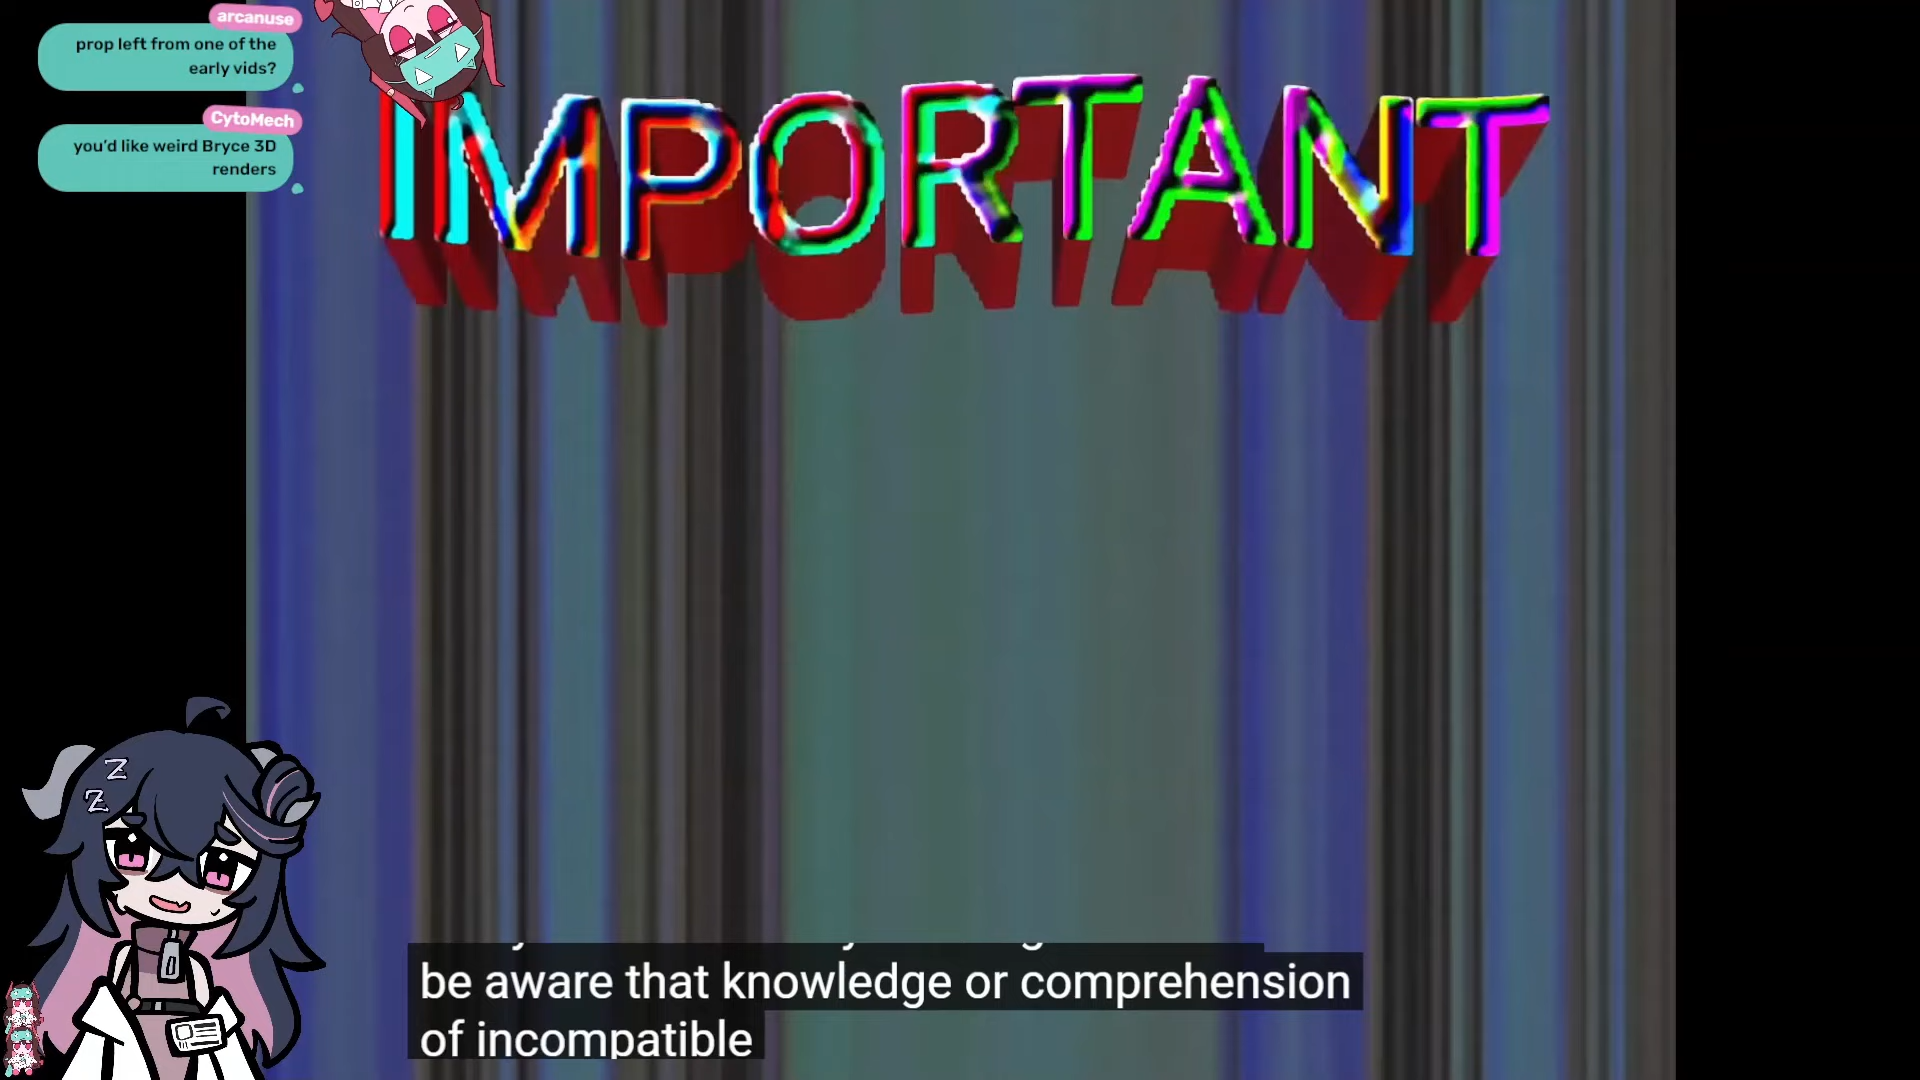 arcanuse
prop left from one of the
early vids?
CytoMech
you'd like weird Bryce 3D
renders
IMPORTANT
Z
Z
be aware that knowledge or comprehension
of incompatible